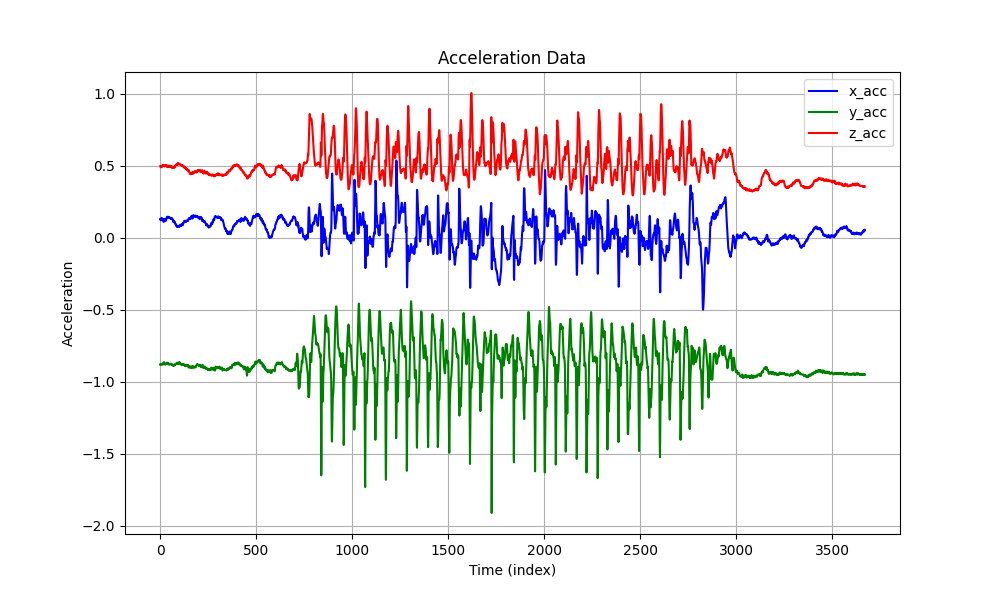 Acceleration Data
x_acc
y_acc
z_acc
1.0
0.5
0.0
−0.5
−1.0
−1.5
−2.0
Acceleration
0 500 1000 1500 2000 2500 3000 3500
Time (index)